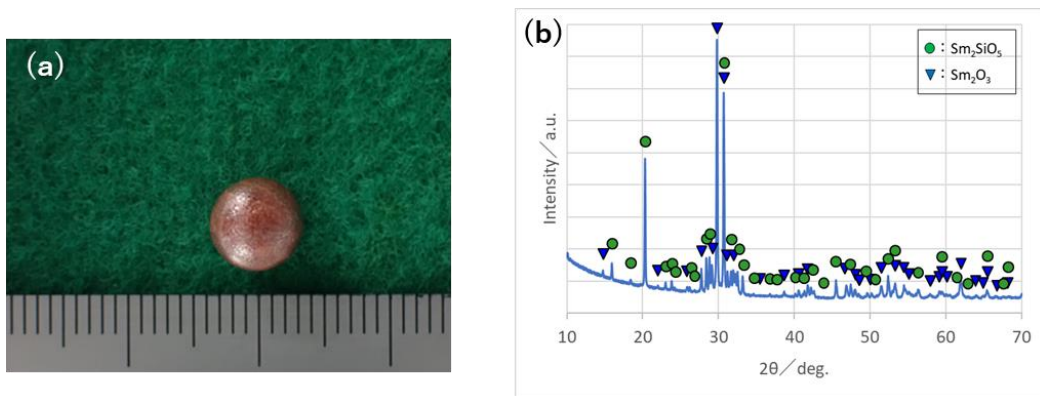 (a)
(b)
●：Sm₂SiO₅
▼：Sm₂O₃
Intensity／a.u.
10 20 30 40 50 60 70
2θ／deg.